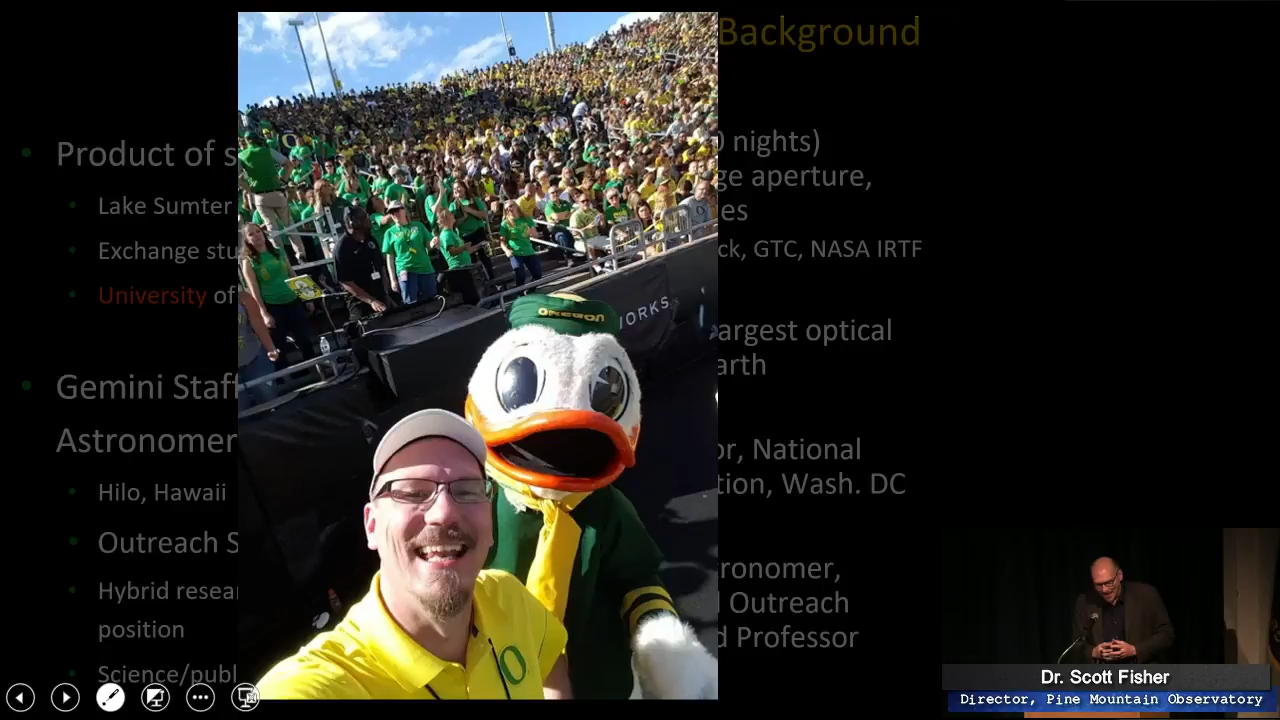 Background
Product of s
Lake Sumter
Exchange stu
University of
Gemini Staff
Astronomer
Hilo, Hawaii
Outreach S
Hybrid resear
position
Science/publ
0 nights)
ge aperture,
es
ck, GTC, NASA IRTF
argest optical
arth
or, National
tion, Wash. DC
ronomer,
l Outreach
d Professor
WORKS
OREGON
O
Dr. Scott Fisher
Director, Pine Mountain Observatory